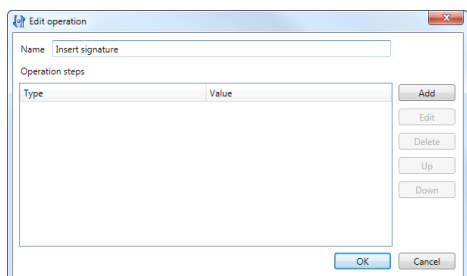 Edit operation
Name Insert signature
Operation steps
Type Value
Add
Edit
Delete
Up
Down
OK Cancel